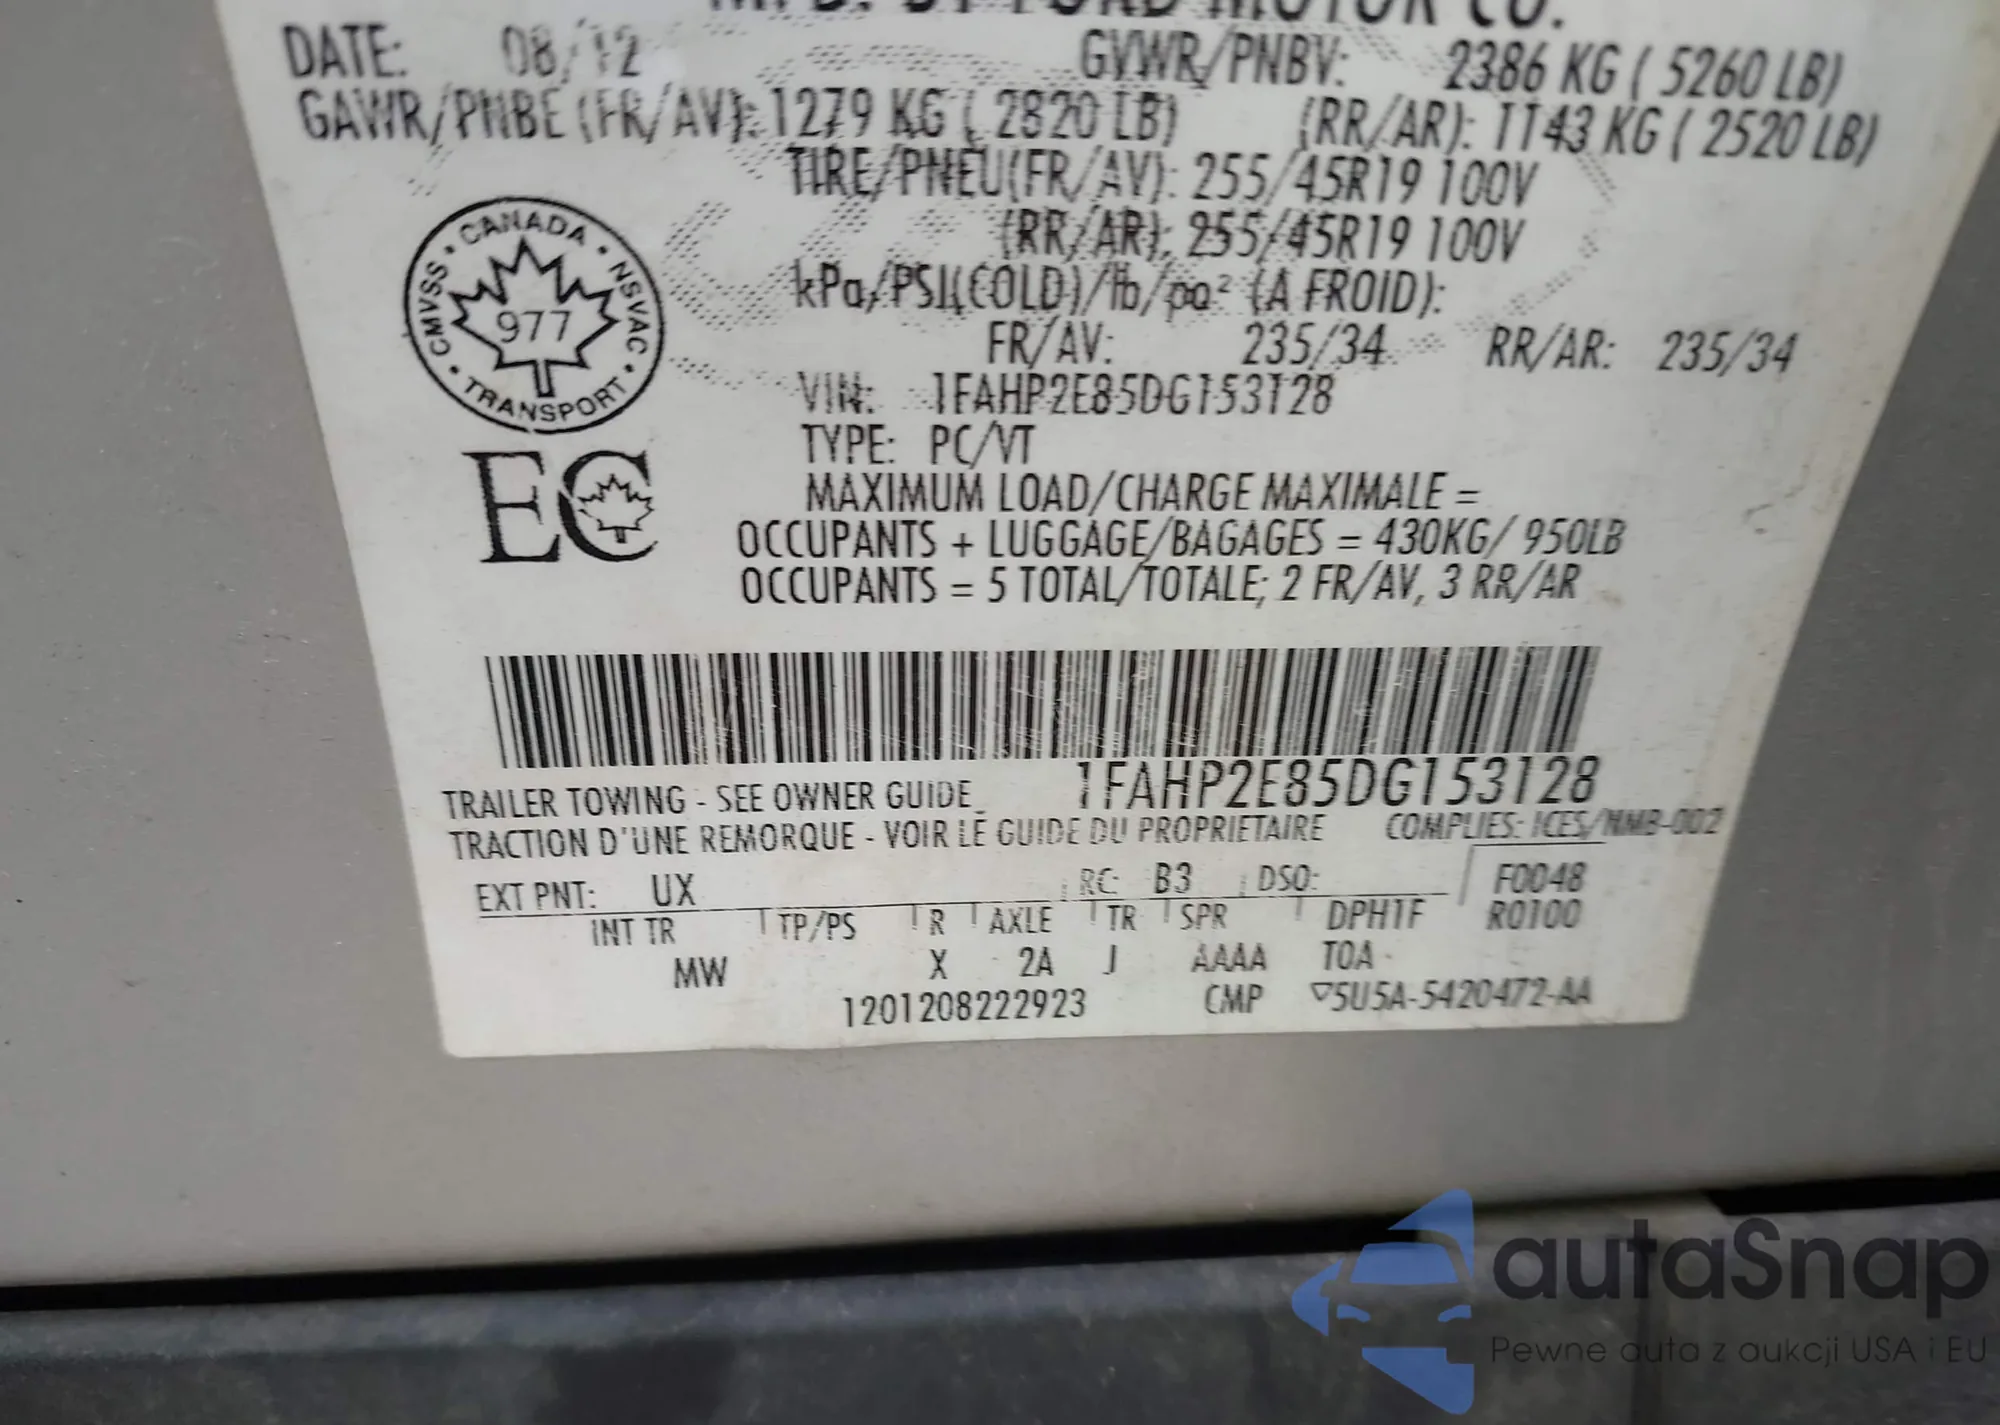 MFD. BY FORD MOTOR CO.
DATE: 08/12 GVWR/PNBV: 2386 KG ( 5260 LB)
GAWR/PNBE (FR/AV): 1279 KG ( 2820 LB) (RR/AR): 1143 KG ( 2520 LB)
TIRE/PNEU(FR/AV): 255/45R19 100V
(RR/AR): 255/45R19 100V
kPa/PSI(COLD)/lb/po² (A FROID):
FR/AV: 235/34 RR/AR: 235/34
CANADA
CMVSS NSVAC
977
TRANSPORT
VIN: 1FAHP2E85DG153128
TYPE: PC/VT
EC
MAXIMUM LOAD/CHARGE MAXIMALE =
OCCUPANTS + LUGGAGE/BAGAGES = 430KG/ 950LB
OCCUPANTS = 5 TOTAL/TOTALE; 2 FR/AV, 3 RR/AR
1FAHP2E85DG153128
TRAILER TOWING - SEE OWNER GUIDE
TRACTION D'UNE REMORQUE - VOIR LE GUIDE DU PROPRIETAIRE COMPLIES: ICES/NMB-002
EXT PNT: UX RC: B3 DSO: F0048
INT TR TP/PS R AXLE TR SPR DPH1F R0100
MW X 2A J AAAA TOA
1201208222923 CMP ▽5U5A-5420472-AA
autaSnap
Pewne auta z aukcji USA i EU